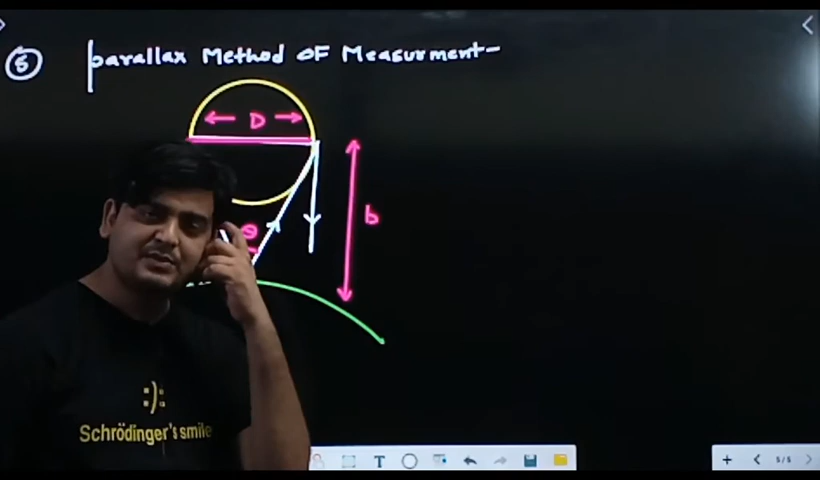 5 parallax Method OF Measurment-
D
θ
b
:):
Schrödinger's smile
T
5/5